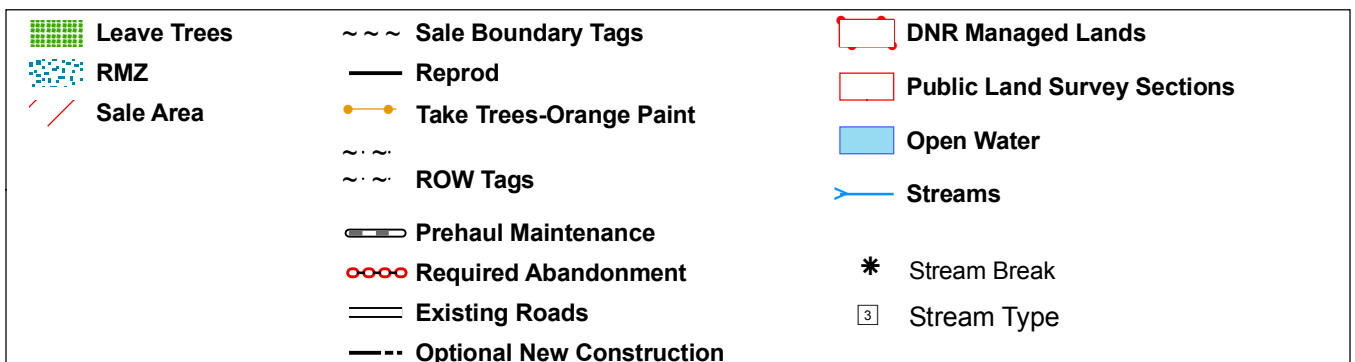 Leave Trees
RMZ
Sale Area
Sale Boundary Tags
Reprod
Take Trees-Orange Paint
ROW Tags
Prehaul Maintenance
Required Abandonment
Existing Roads
Optional New Construction
DNR Managed Lands
Public Land Survey Sections
Open Water
Streams
Stream Break
3 Stream Type